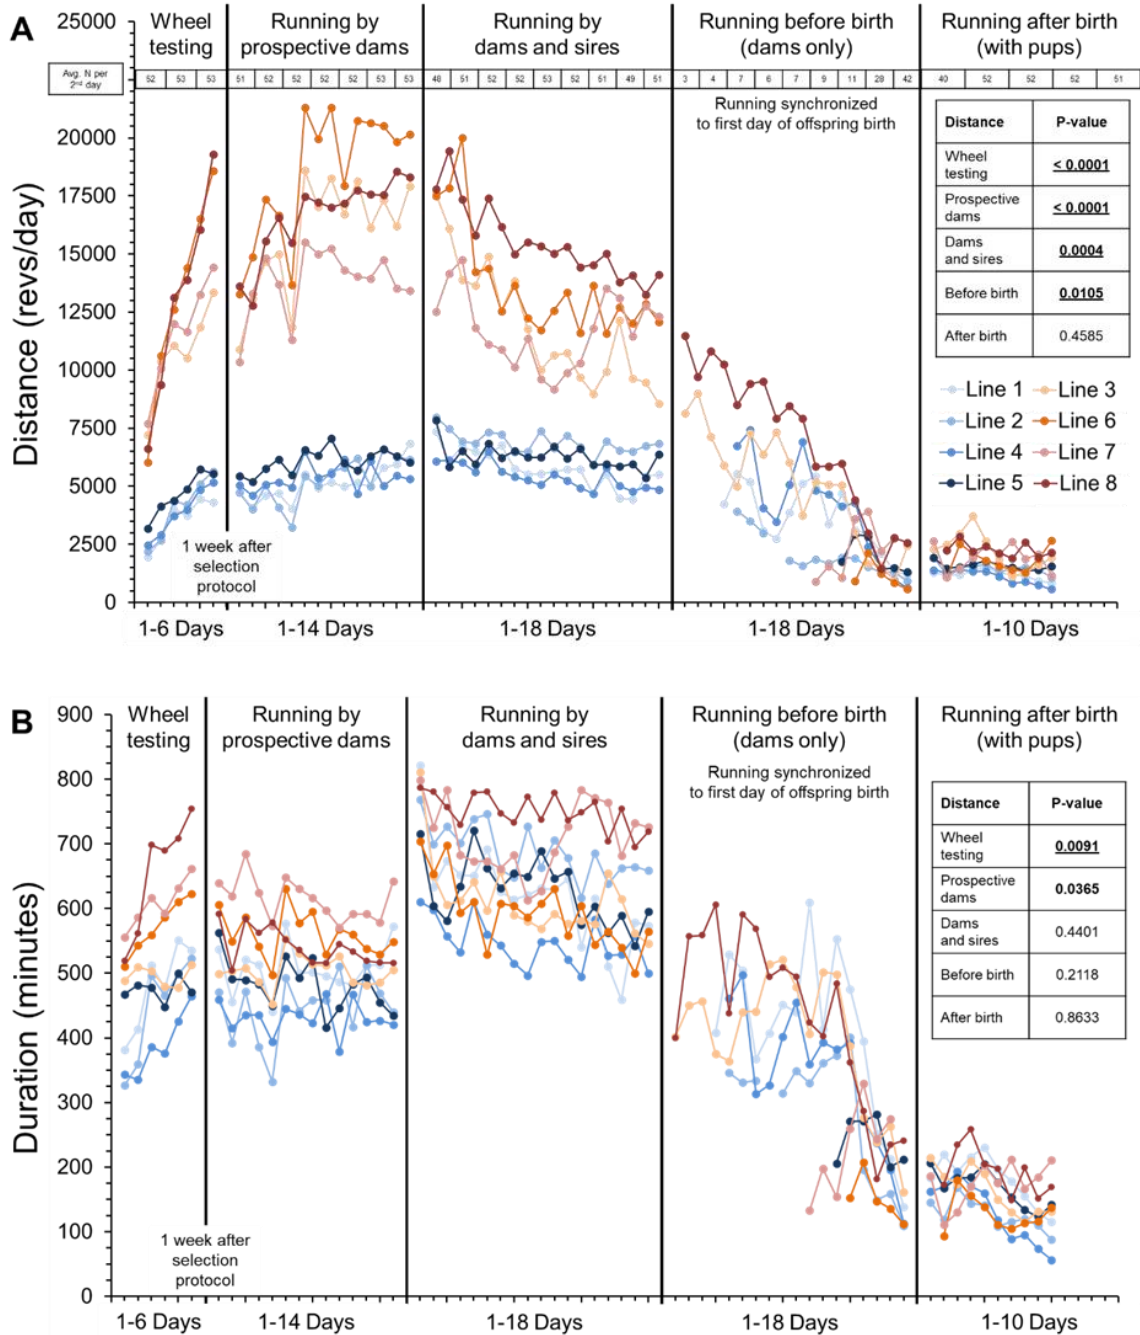 A
Distance (revs/day)
25000
20000
17500
15000
12500
10000
7500
5000
2500
0
Wheel
testing
Running by
prospective dams
Running by
dams and sires
Running before birth
(dams only)
Running after birth
(with pups)
Avg. N per
2nd day
52 53 53
51 52 52 52 52 53 53
48 51 52 52 53 52 51 49 51
3 4 7 6 7 9 11 28 42
40 52 52 52 51
Running synchronized
to first day of offspring birth
Distance P-value
Wheel
testing < 0.0001
Prospective
dams < 0.0001
Dams
and sires 0.0004
Before birth 0.0105
After birth 0.4585
Line 1 Line 3
Line 2 Line 6
Line 4 Line 7
Line 5 Line 8
1 week after
selection
protocol
1-6 Days 1-14 Days 1-18 Days 1-18 Days 1-10 Days
B
Duration (minutes)
900
800
700
600
500
400
300
200
100
0
Wheel
testing
Running by
prospective dams
Running by
dams and sires
Running before birth
(dams only)
Running after birth
(with pups)
Running synchronized
to first day of offspring birth
Distance P-value
Wheel
testing 0.0091
Prospective
dams 0.0365
Dams
and sires 0.4401
Before birth 0.2118
After birth 0.8633
1 week after
selection
protocol
1-6 Days 1-14 Days 1-18 Days 1-18 Days 1-10 Days